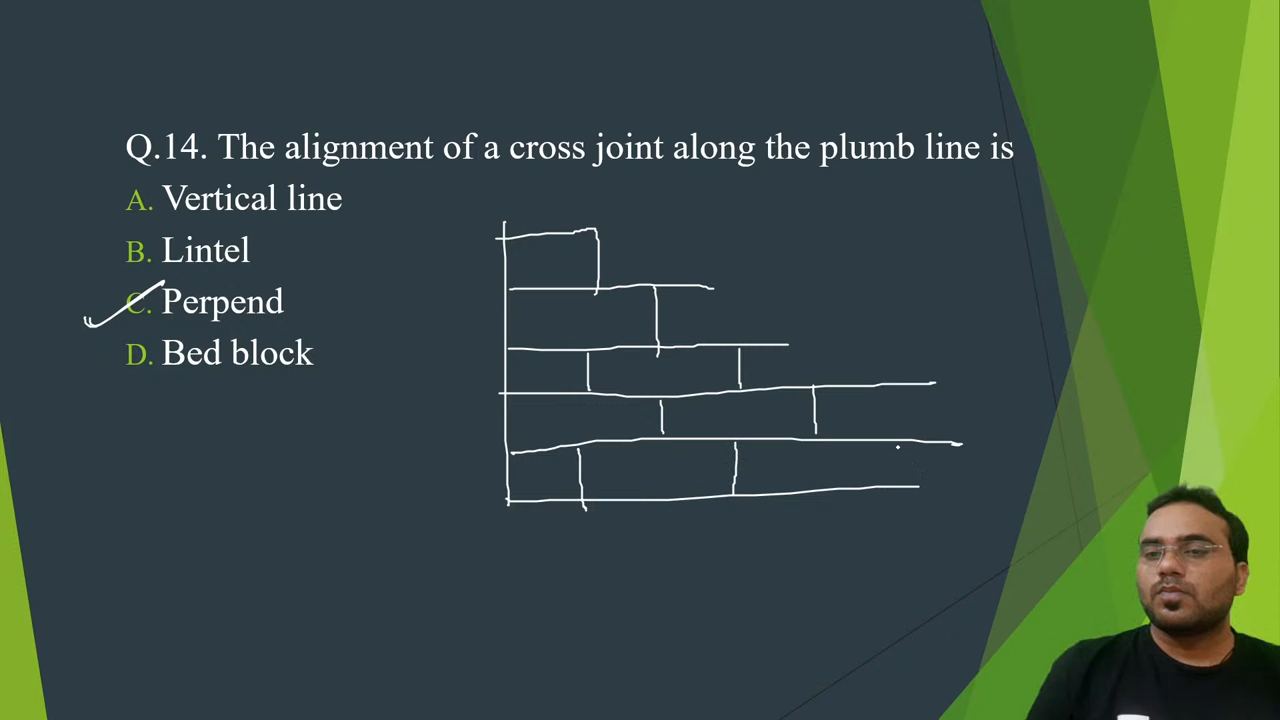 Q.14. The alignment of a cross joint along the plumb line is
A. Vertical line
B. Lintel
C. Perpend
D. Bed block